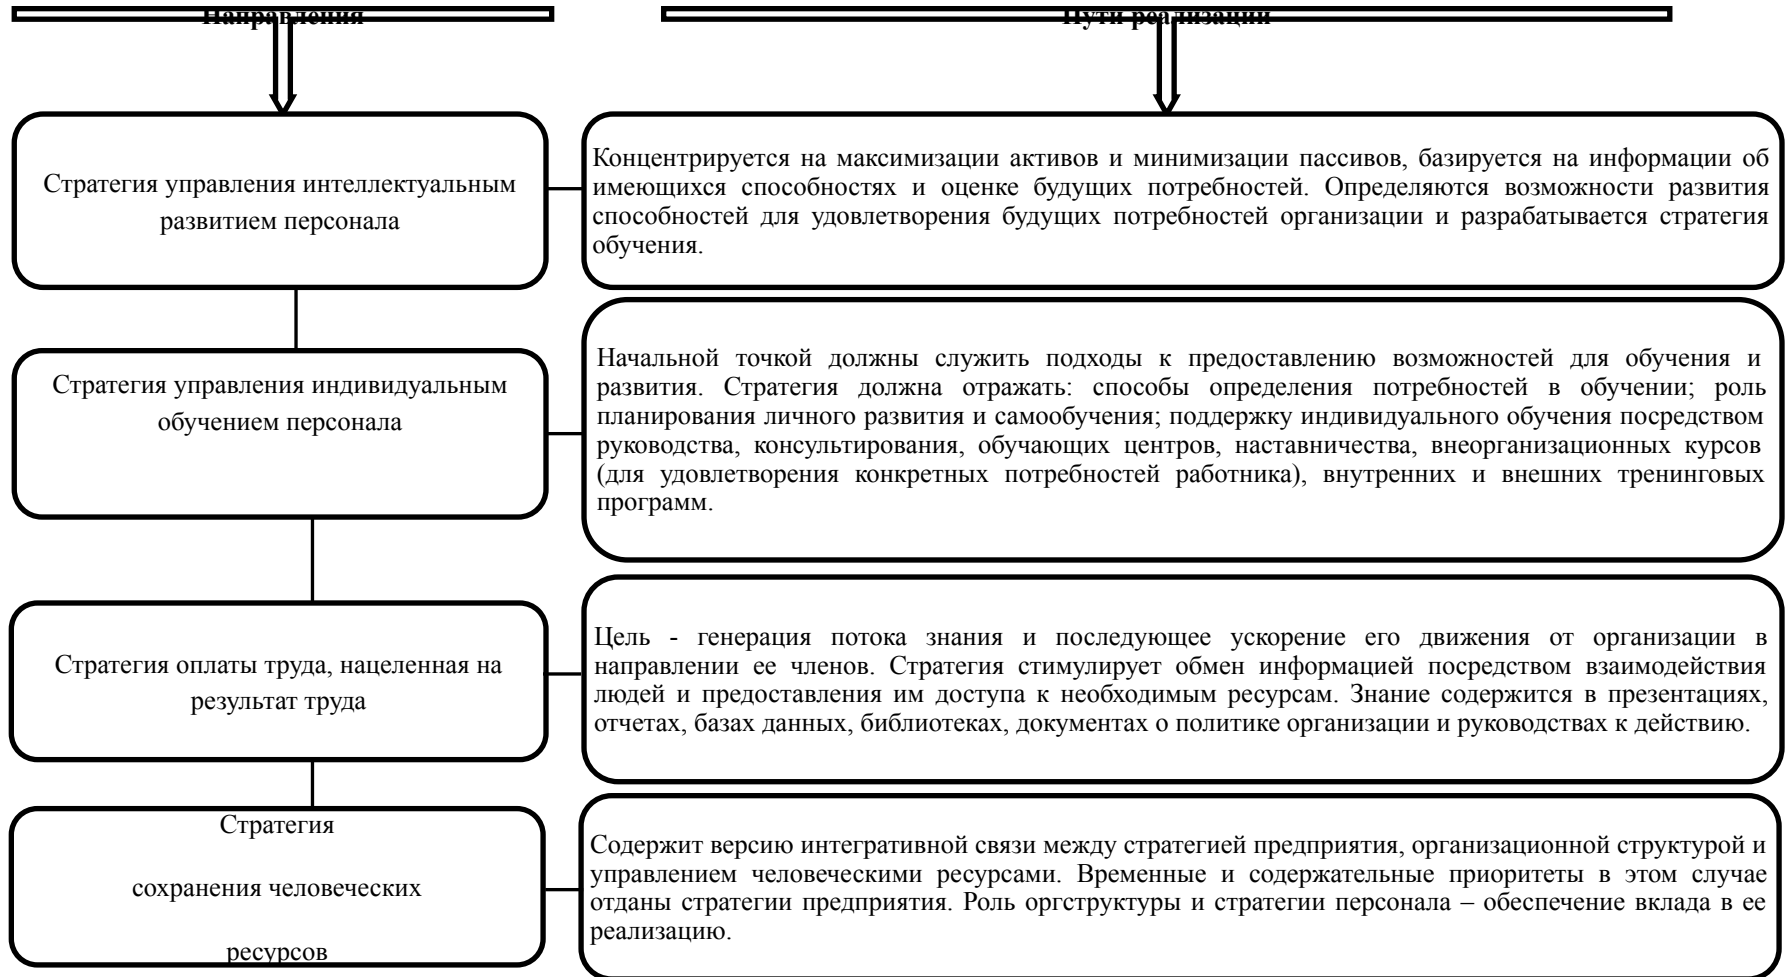 Направления
Пути реализации
Стратегия управления интеллектуальным
развитием персонала
Концентрируется на максимизации активов и минимизации пассивов, базируется на информации об
имеющихся способностях и оценке будущих потребностей. Определяются возможности развития
способностей для удовлетворения будущих потребностей организации и разрабатывается стратегия
обучения.
Стратегия управления индивидуальным
обучением персонала
Начальной точкой должны служить подходы к предоставлению возможностей для обучения и
развития. Стратегия должна отражать: способы определения потребностей в обучении; роль
планирования личного развития и самообучения; поддержку индивидуального обучения посредством
руководства, консультирования, обучающих центров, наставничества, внеорганизационных курсов
(для удовлетворения конкретных потребностей работника), внутренних и внешних тренинговых
программ.
Стратегия оплаты труда, нацеленная на
результат труда
Цель - генерация потока знания и последующее ускорение его движения от организации в
направлении ее членов. Стратегия стимулирует обмен информацией посредством взаимодействия
людей и предоставления им доступа к необходимым ресурсам. Знание содержится в презентациях,
отчетах, базах данных, библиотеках, документах о политике организации и руководствах к действию.
Стратегия
сохранения человеческих
ресурсов
Содержит версию интегративной связи между стратегией предприятия, организационной структурой и
управлением человеческими ресурсами. Временные и содержательные приоритеты в этом случае
отданы стратегии предприятия. Роль оргструктуры и стратегии персонала – обеспечение вклада в ее
реализацию.